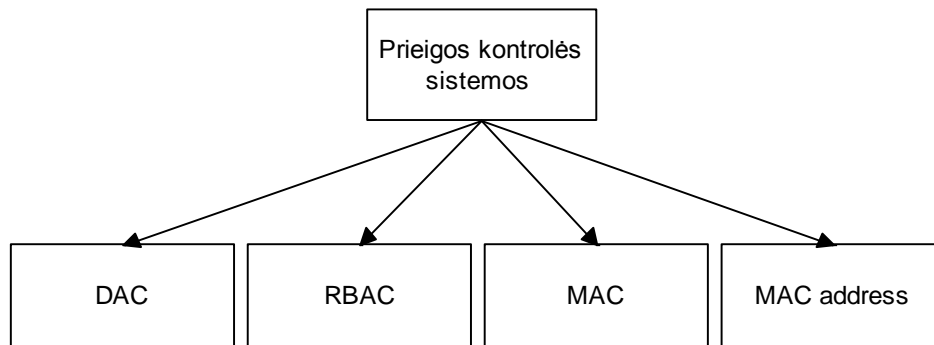 Prieigos kontrolės
sistemos
DAC
RBAC
MAC
MAC address